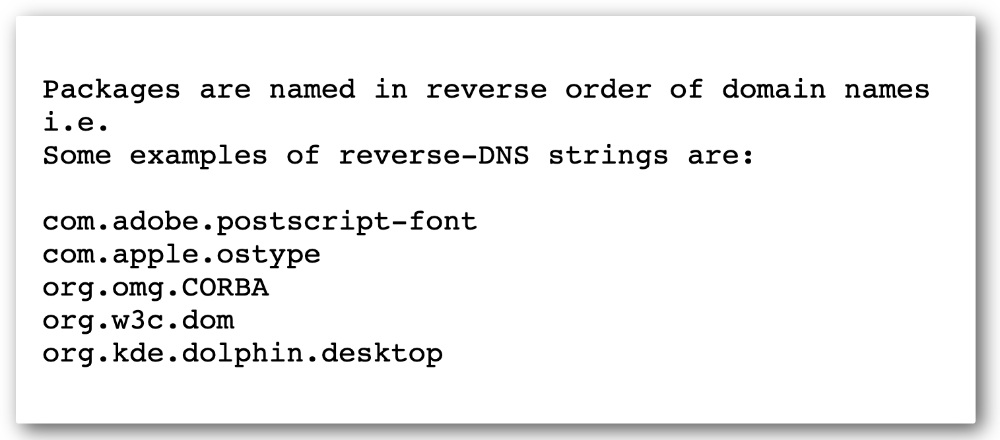 Packages are named in reverse order of domain names
i.e.
Some examples of reverse-DNS strings are:
com.adobe.postscript-font
com.apple.ostype
org.omg.CORBA
org.w3c.dom
org.kde.dolphin.desktop